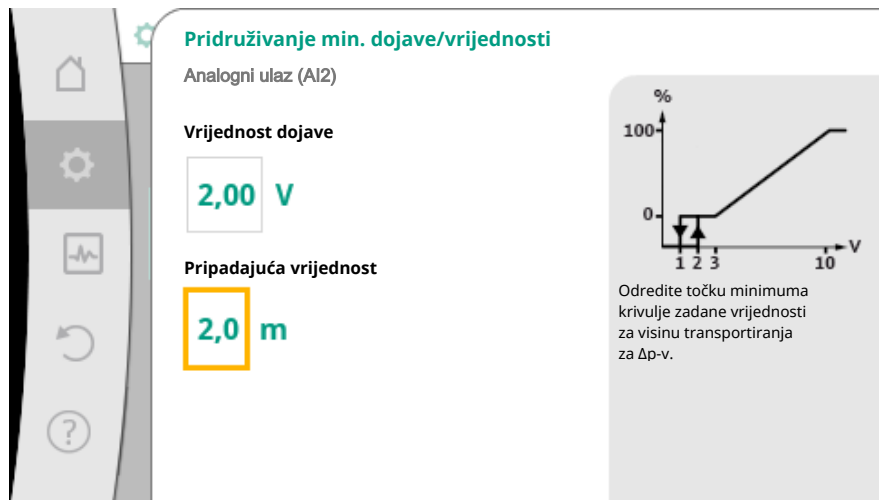 Pridruživanje min. dojave/vrijednosti
Analogni ulaz (AI2)
Vrijednost dojave
2,00 V
Pripadajuća vrijednost
2,0 m
%
100
0
1 2 3 10 V
Odredite točku minimuma
krivulje zadane vrijednosti
za visinu transportiranja
za Δp-v.
?